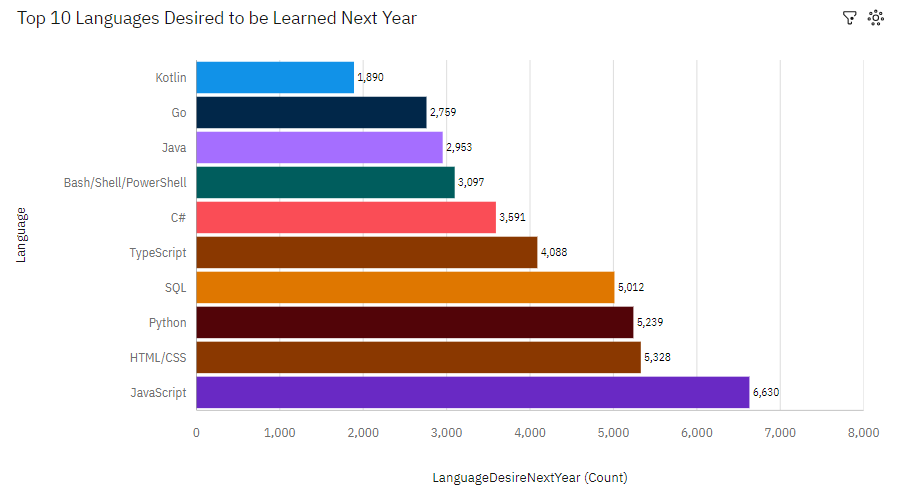 Top 10 Languages Desired to be Learned Next Year
Language
Kotlin 1,890
Go 2,759
Java 2,953
Bash/Shell/PowerShell 3,097
C# 3,591
TypeScript 4,088
SQL 5,012
Python 5,239
HTML/CSS 5,328
JavaScript 6,630
0 1,000 2,000 3,000 4,000 5,000 6,000 7,000 8,000
LanguageDesireNextYear (Count)